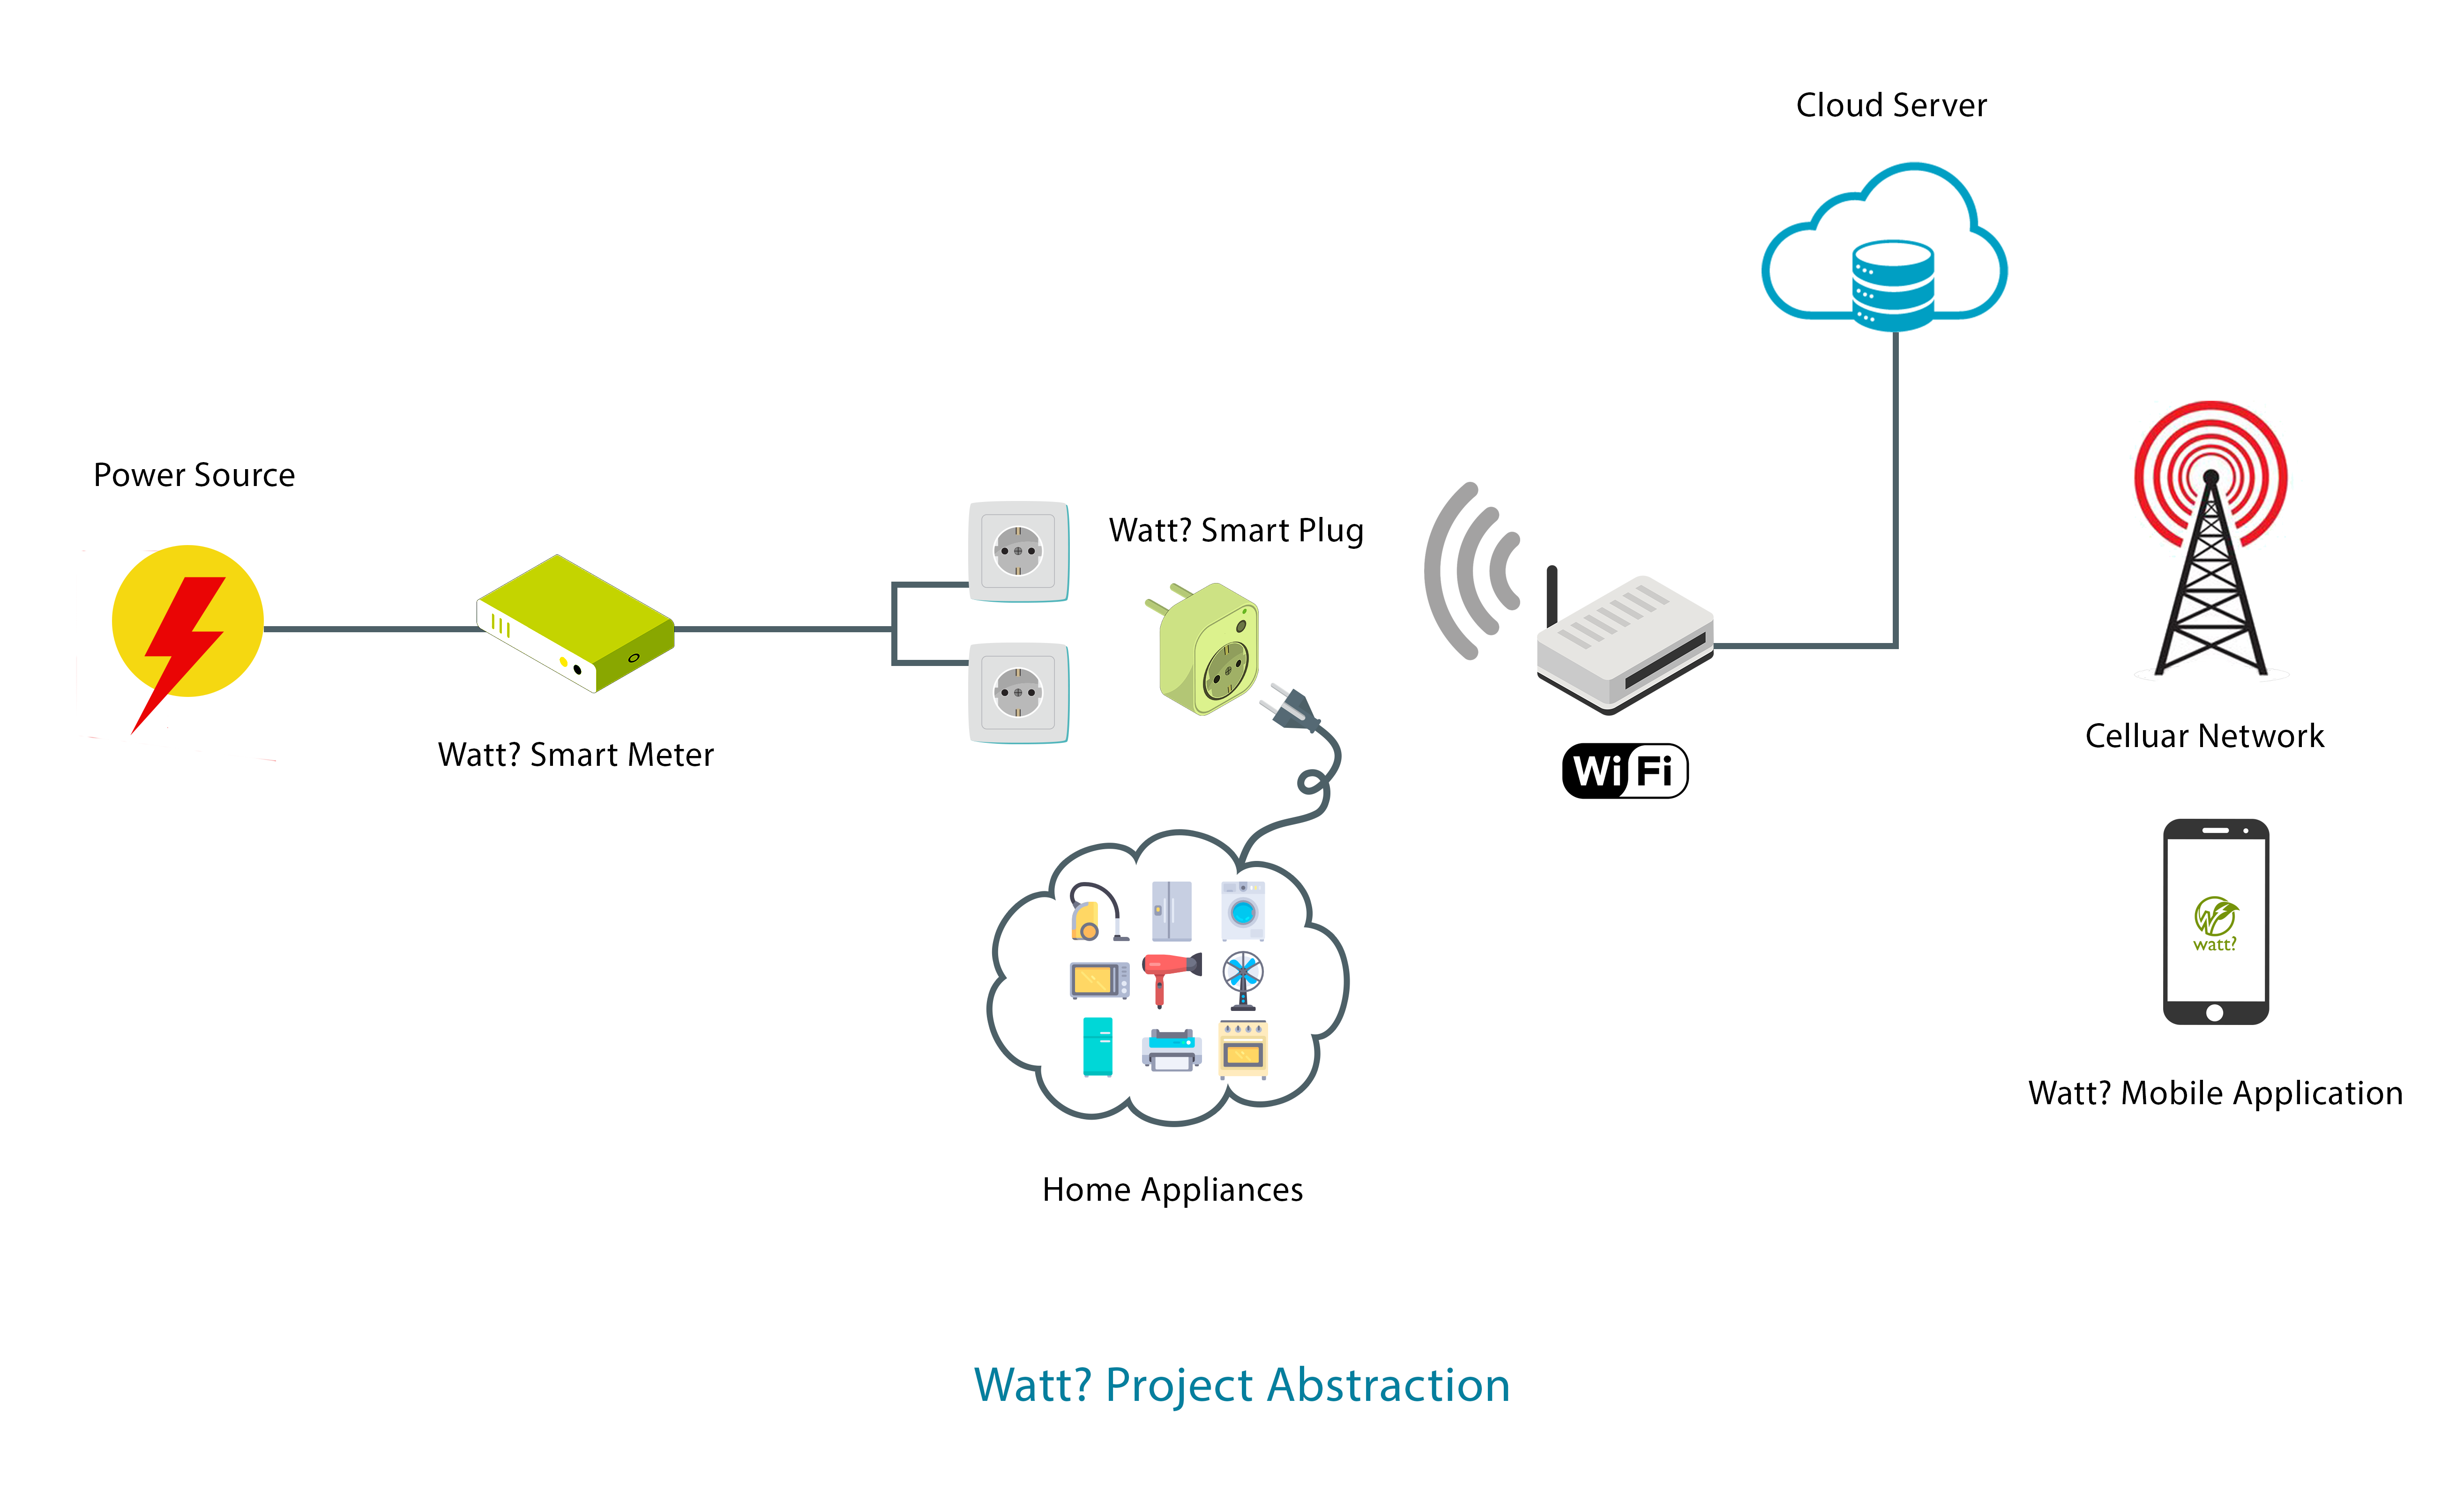 Cloud Server
Power Source
Watt? Smart Plug
Watt? Smart Meter
Celluar Network
WiFi
watt?
Watt? Mobile Application
Home Appliances
Watt? Project Abstraction